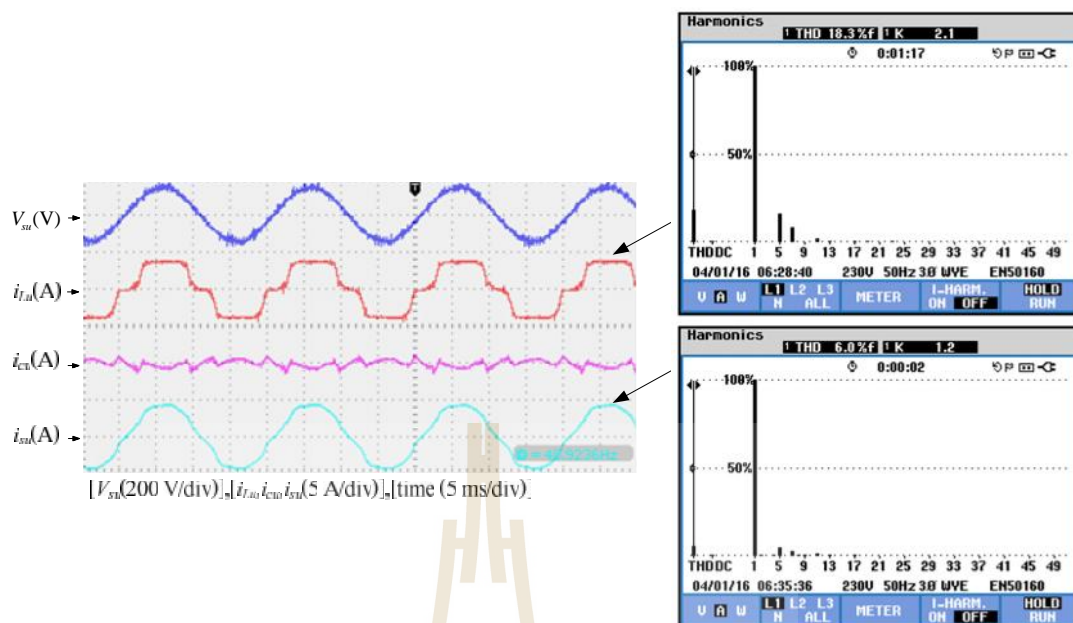 Harmonics
1 THD 18.3%f 1 K 2.1
0:01:17
100%
50%
THDDC 1 5 9 13 17 21 25 29 33 37 41 45 49
04/01/16 06:28:40 230V 50Hz 3Ø WYE EN50160
V A W L1 L2 L3 N ALL METER I-HARM. ON OFF HOLD RUN
T
Vsu(V)
iLu(A)
icu(A)
isu(A)
[Vsu(200 V/div)],[iLu, icu, isu(5 A/div)],[time (5 ms/div)]
Harmonics
1 THD 6.0%f 1 K 1.2
0:00:02
100%
50%
THDDC 1 5 9 13 17 21 25 29 33 37 41 45 49
04/01/16 06:35:36 230V 50Hz 3Ø WYE EN50160
V A W L1 L2 L3 N ALL METER I-HARM. ON OFF HOLD RUN